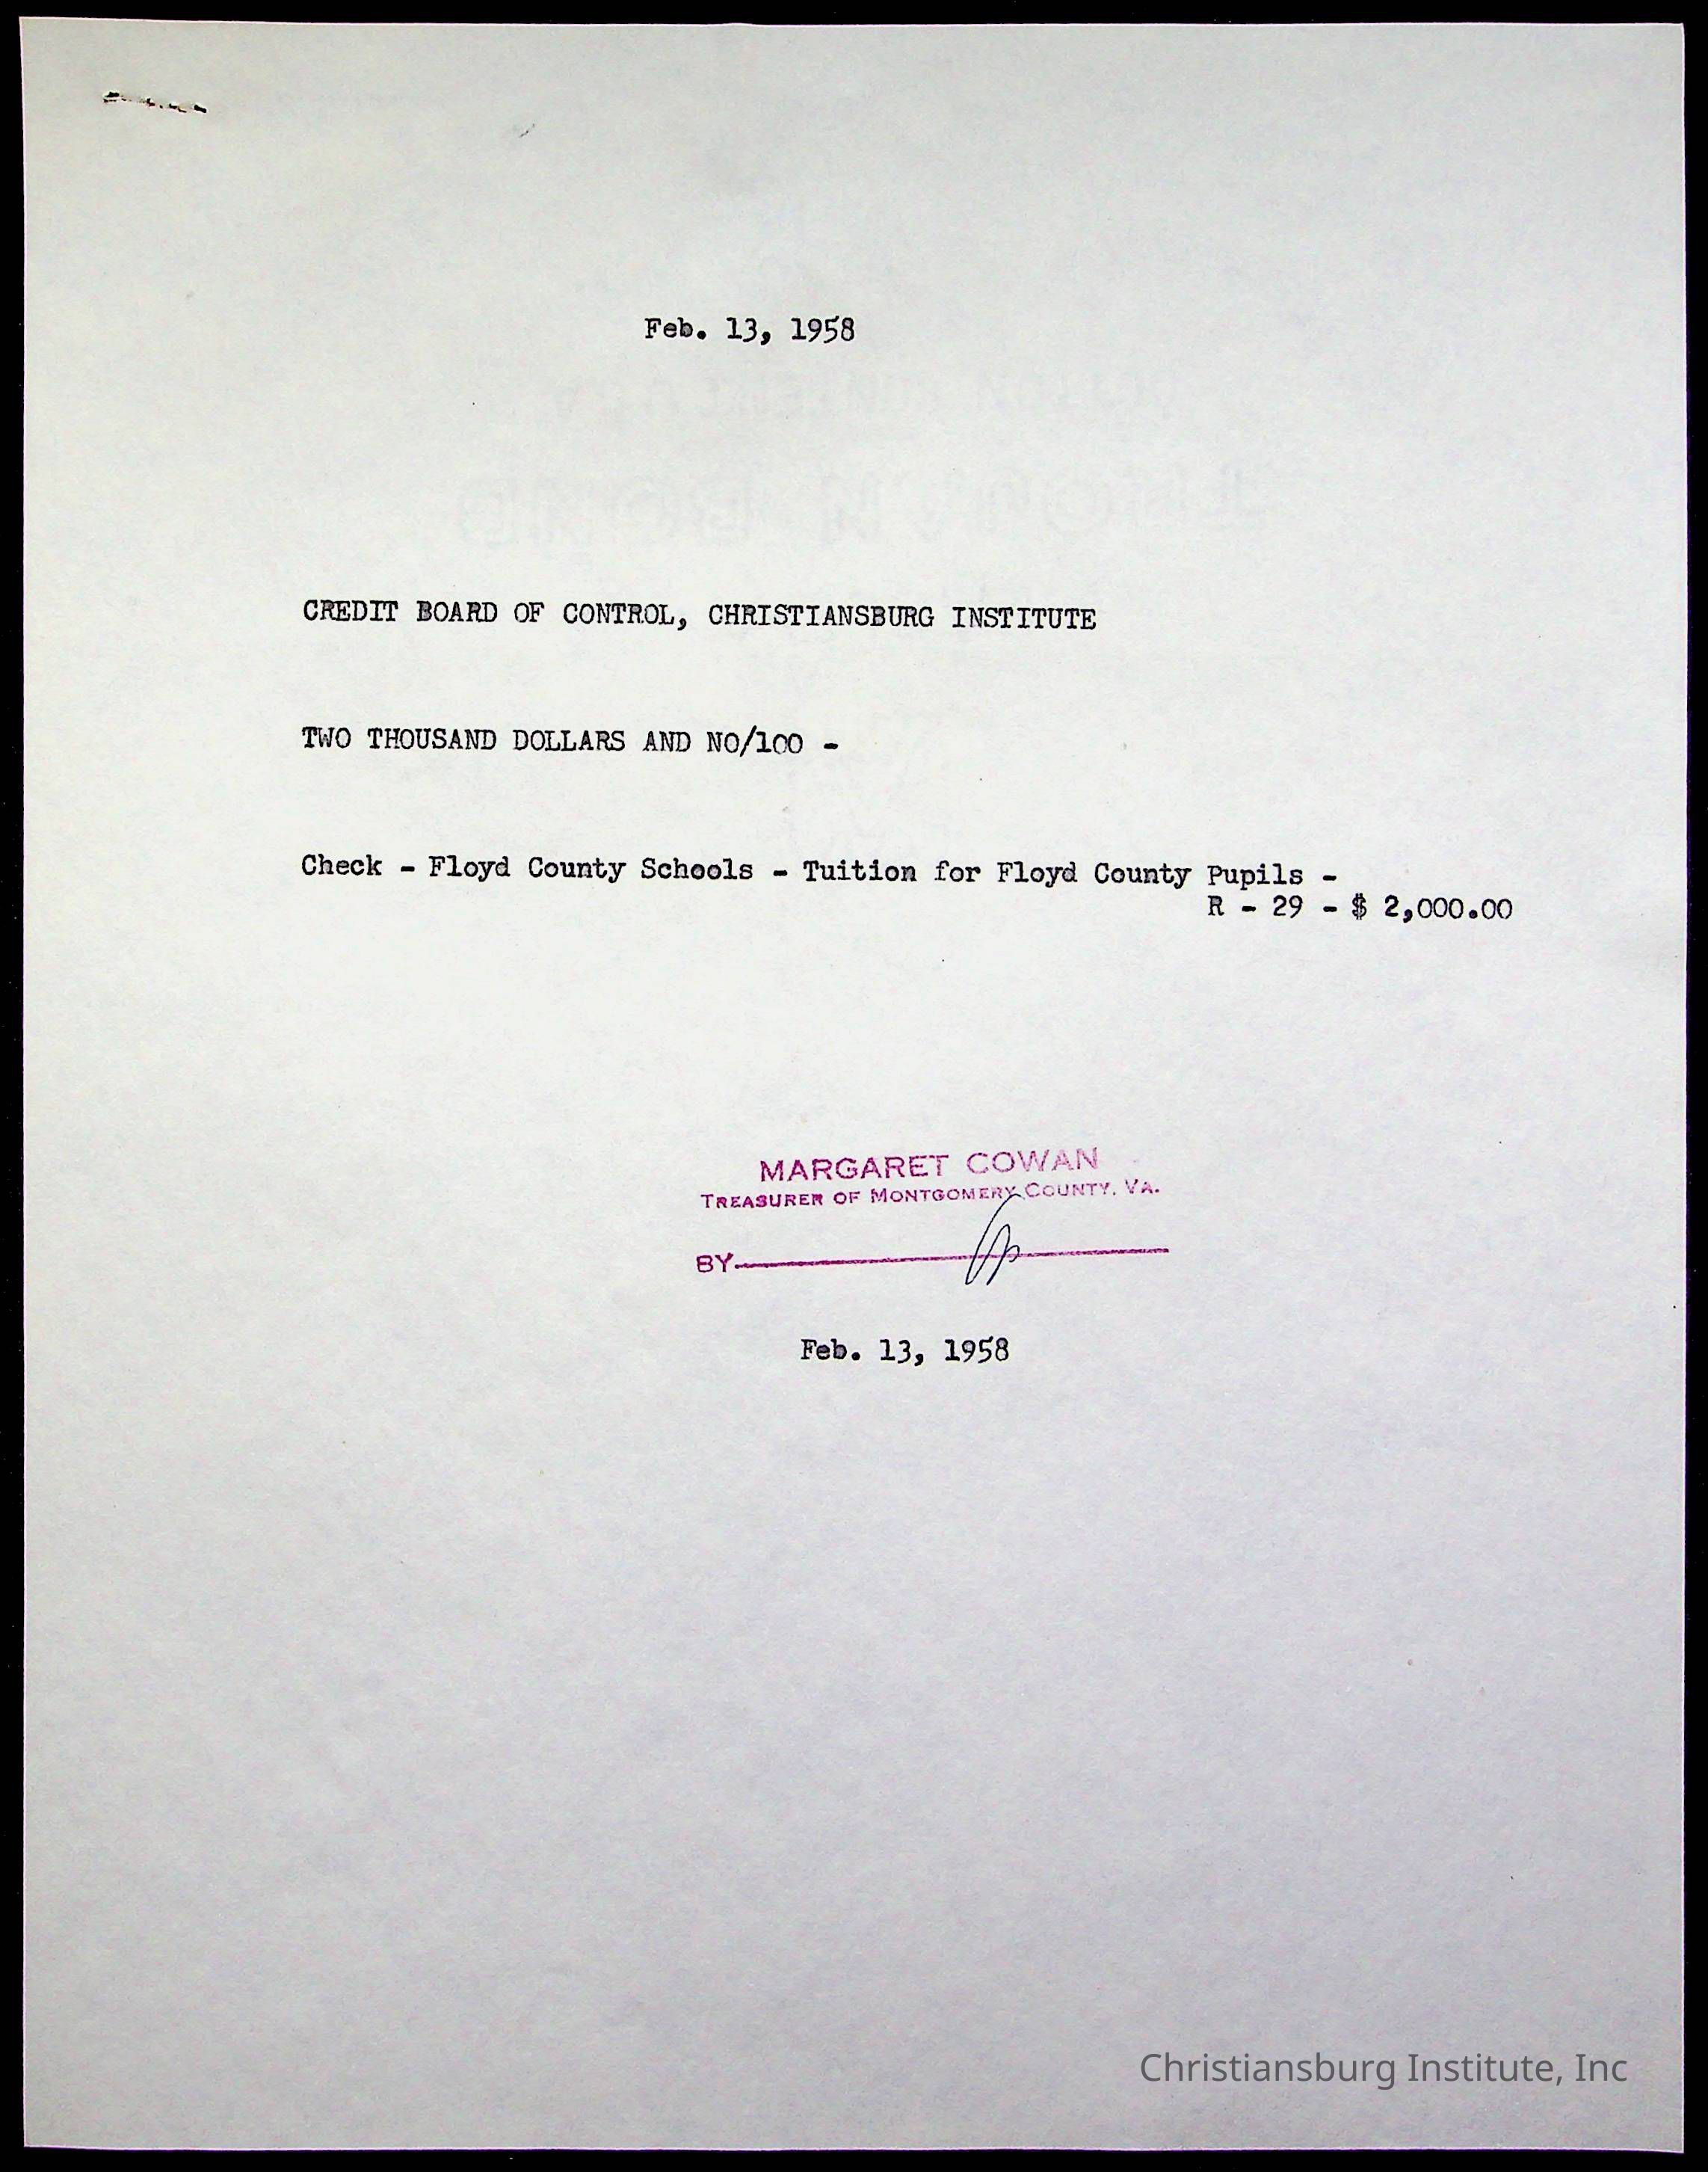 Feb. 13, 1958
CREDIT BOARD OF CONTROL, CHRISTIANSBURG INSTITUTE
TWO THOUSAND DOLLARS AND NO/100 -
Check - Floyd County Schools - Tuition for Floyd County Pupils -
R - 29 - $ 2,000.00
MARGARET COWAN
TREASURER OF MONTGOMERY COUNTY, VA.
BY
Feb. 13, 1958
Christiansburg Institute, Inc